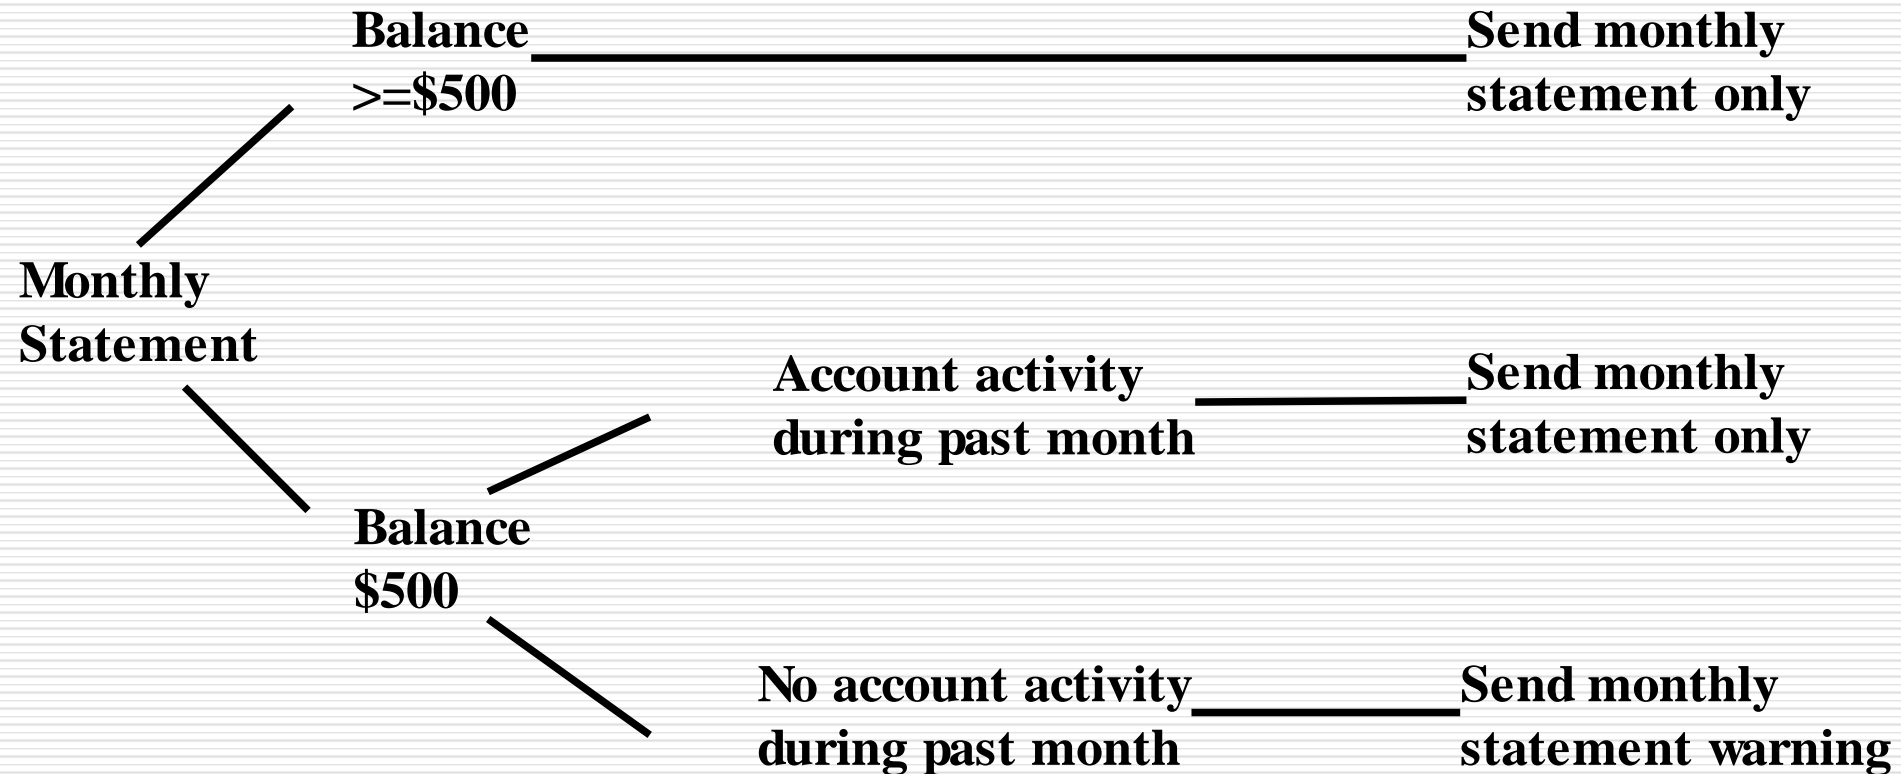 Balance
>=$500
Send monthly
statement only
Monthly
Statement
Account activity
during past month
Send monthly
statement only
Balance
$500
No account activity
during past month
Send monthly
statement warning